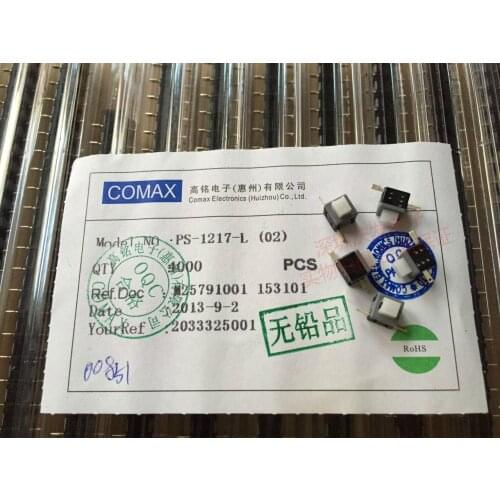 COMAX
高铭电子(惠州)有限公司
Comax Electronics (Huizhou) Co., Ltd.
Model NO :PS-1217-L (02)
QTY 4000 PCS
Ref.Doc :M25791001 153101
Date 2013-9-2
YourRef :2033325001
OQC
无铅品
RoHS
00851